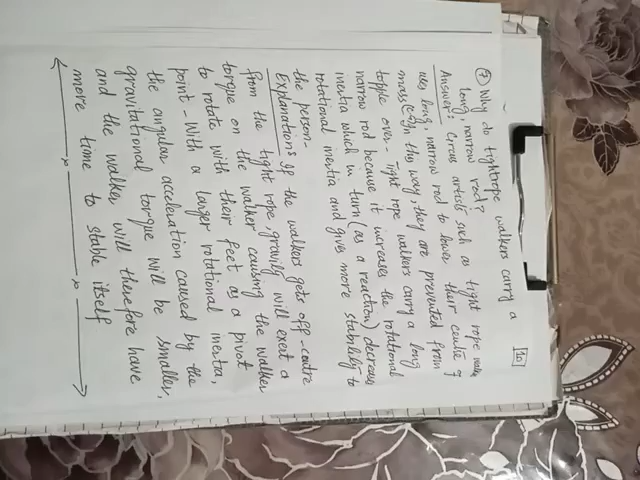 [10]
(7) Why do tightrope walkers carry a
long narrow rod?
Answer: Circus artists such as tight rope walk
use long, narrow rod to lower their centre of
mass (cg). In this way, they are prevented from
topple over. Tight rope walkers carry a long
narrow rod because it increases the rotational
inertia which in turn (as a reaction) decreases
rotational inertia and gives more stability to
the person.
Explanation: If the walkers gets off-centre
from the tight rope, gravity will exert a
torque on the walker causing the walker
to rotate with their feet as a pivot
point. With a larger rotational inertia,
the angular acceleration caused by the
gravitational torque will be smaller,
and the walker will therefore have
more time to stable itself